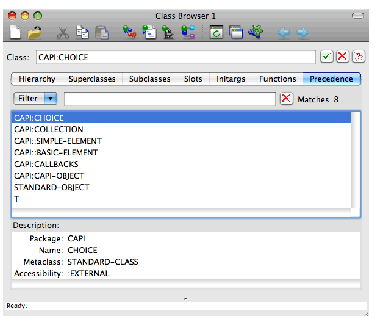 Class Browser 1
Class: CAPI:CHOICE
Hierarchy Superclasses Subclasses Slots Initargs Functions Precedence
Filter Matches 8
CAPI:CHOICE
CAPI:COLLECTION
CAPI::SIMPLE-ELEMENT
CAPI::BASIC-ELEMENT
CAPI:CALLBACKS
CAPI:CAPI-OBJECT
STANDARD-OBJECT
T
Description:
Package: CAPI
Name: CHOICE
Metaclass: STANDARD-CLASS
Accessibility: :EXTERNAL
Ready.